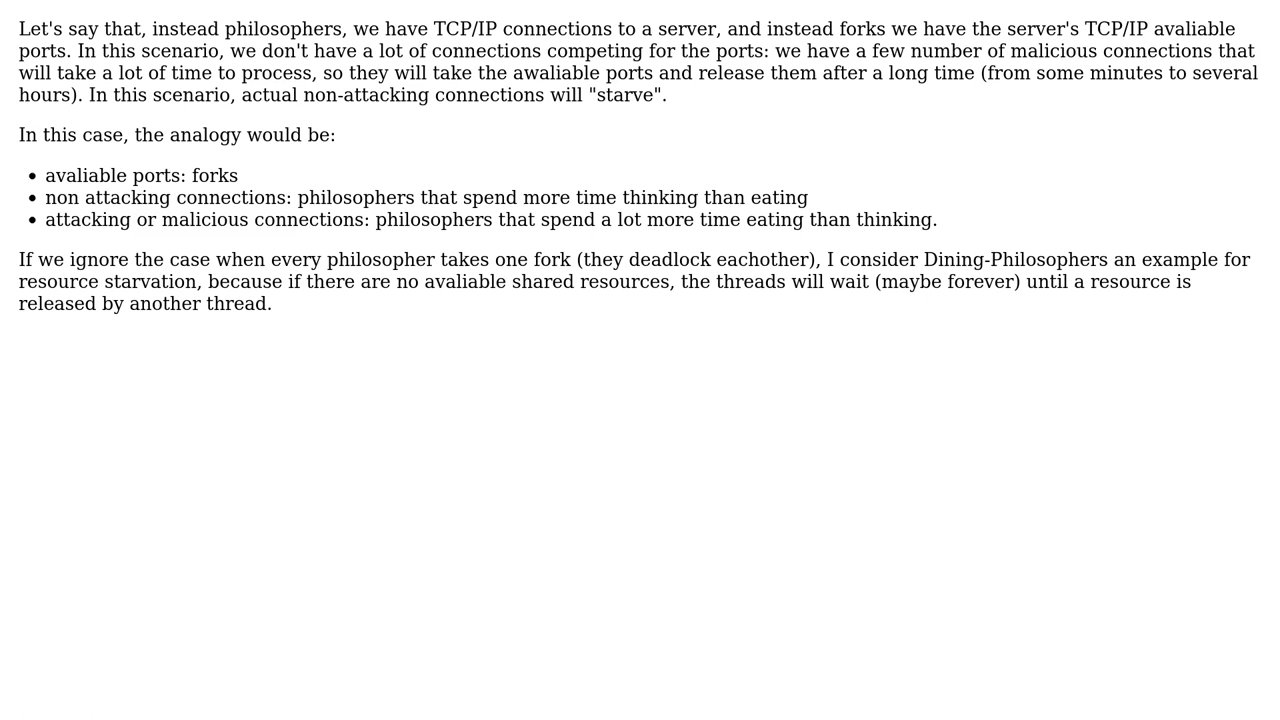 Let's say that, instead philosophers, we have TCP/IP connections to a server, and instead forks we have the server's TCP/IP avaliable
ports. In this scenario, we don't have a lot of connections competing for the ports: we have a few number of malicious connections that
will take a lot of time to process, so they will take the awaliable ports and release them after a long time (from some minutes to several
hours). In this scenario, actual non-attacking connections will "starve".
In this case, the analogy would be:
• avaliable ports: forks
• non attacking connections: philosophers that spend more time thinking than eating
• attacking or malicious connections: philosophers that spend a lot more time eating than thinking.
If we ignore the case when every philosopher takes one fork (they deadlock eachother), I consider Dining-Philosophers an example for
resource starvation, because if there are no avaliable shared resources, the threads will wait (maybe forever) until a resource is
released by another thread.